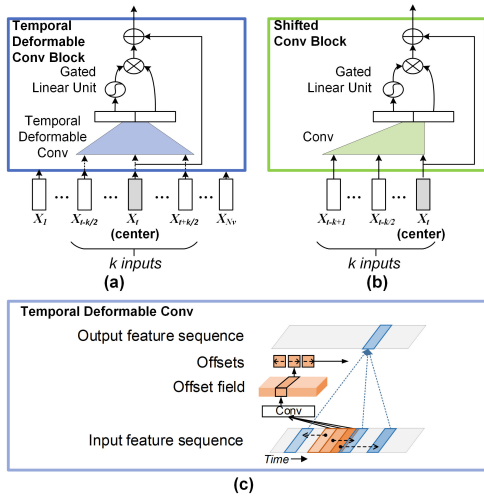 Temporal
Deformable
Conv Block
Gated
Linear Unit
Temporal
Deformable
Conv
X1 ... Xt-k/2 ... Xt ... Xt+k/2 ... XNv
(center)
k inputs
(a)
Shifted
Conv Block
Gated
Linear Unit
Conv
Xt-k+1 ... Xt-k/2 ... Xt
(center)
k inputs
(b)
Temporal Deformable Conv
Output feature sequence
Offsets
Offset field
Conv
Input feature sequence
Time
(c)